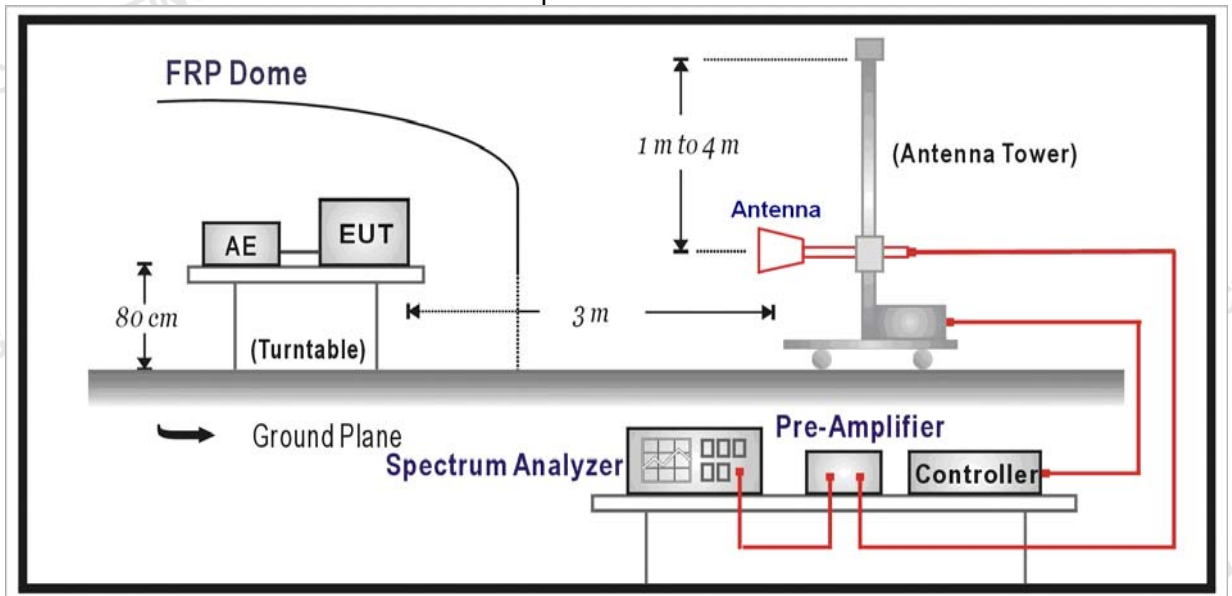 FRP Dome
1 m to 4 m
(Antenna Tower)
Antenna
AE
EUT
80 cm
3 m
(Turntable)
Ground Plane
Pre-Amplifier
Spectrum Analyzer
Controller